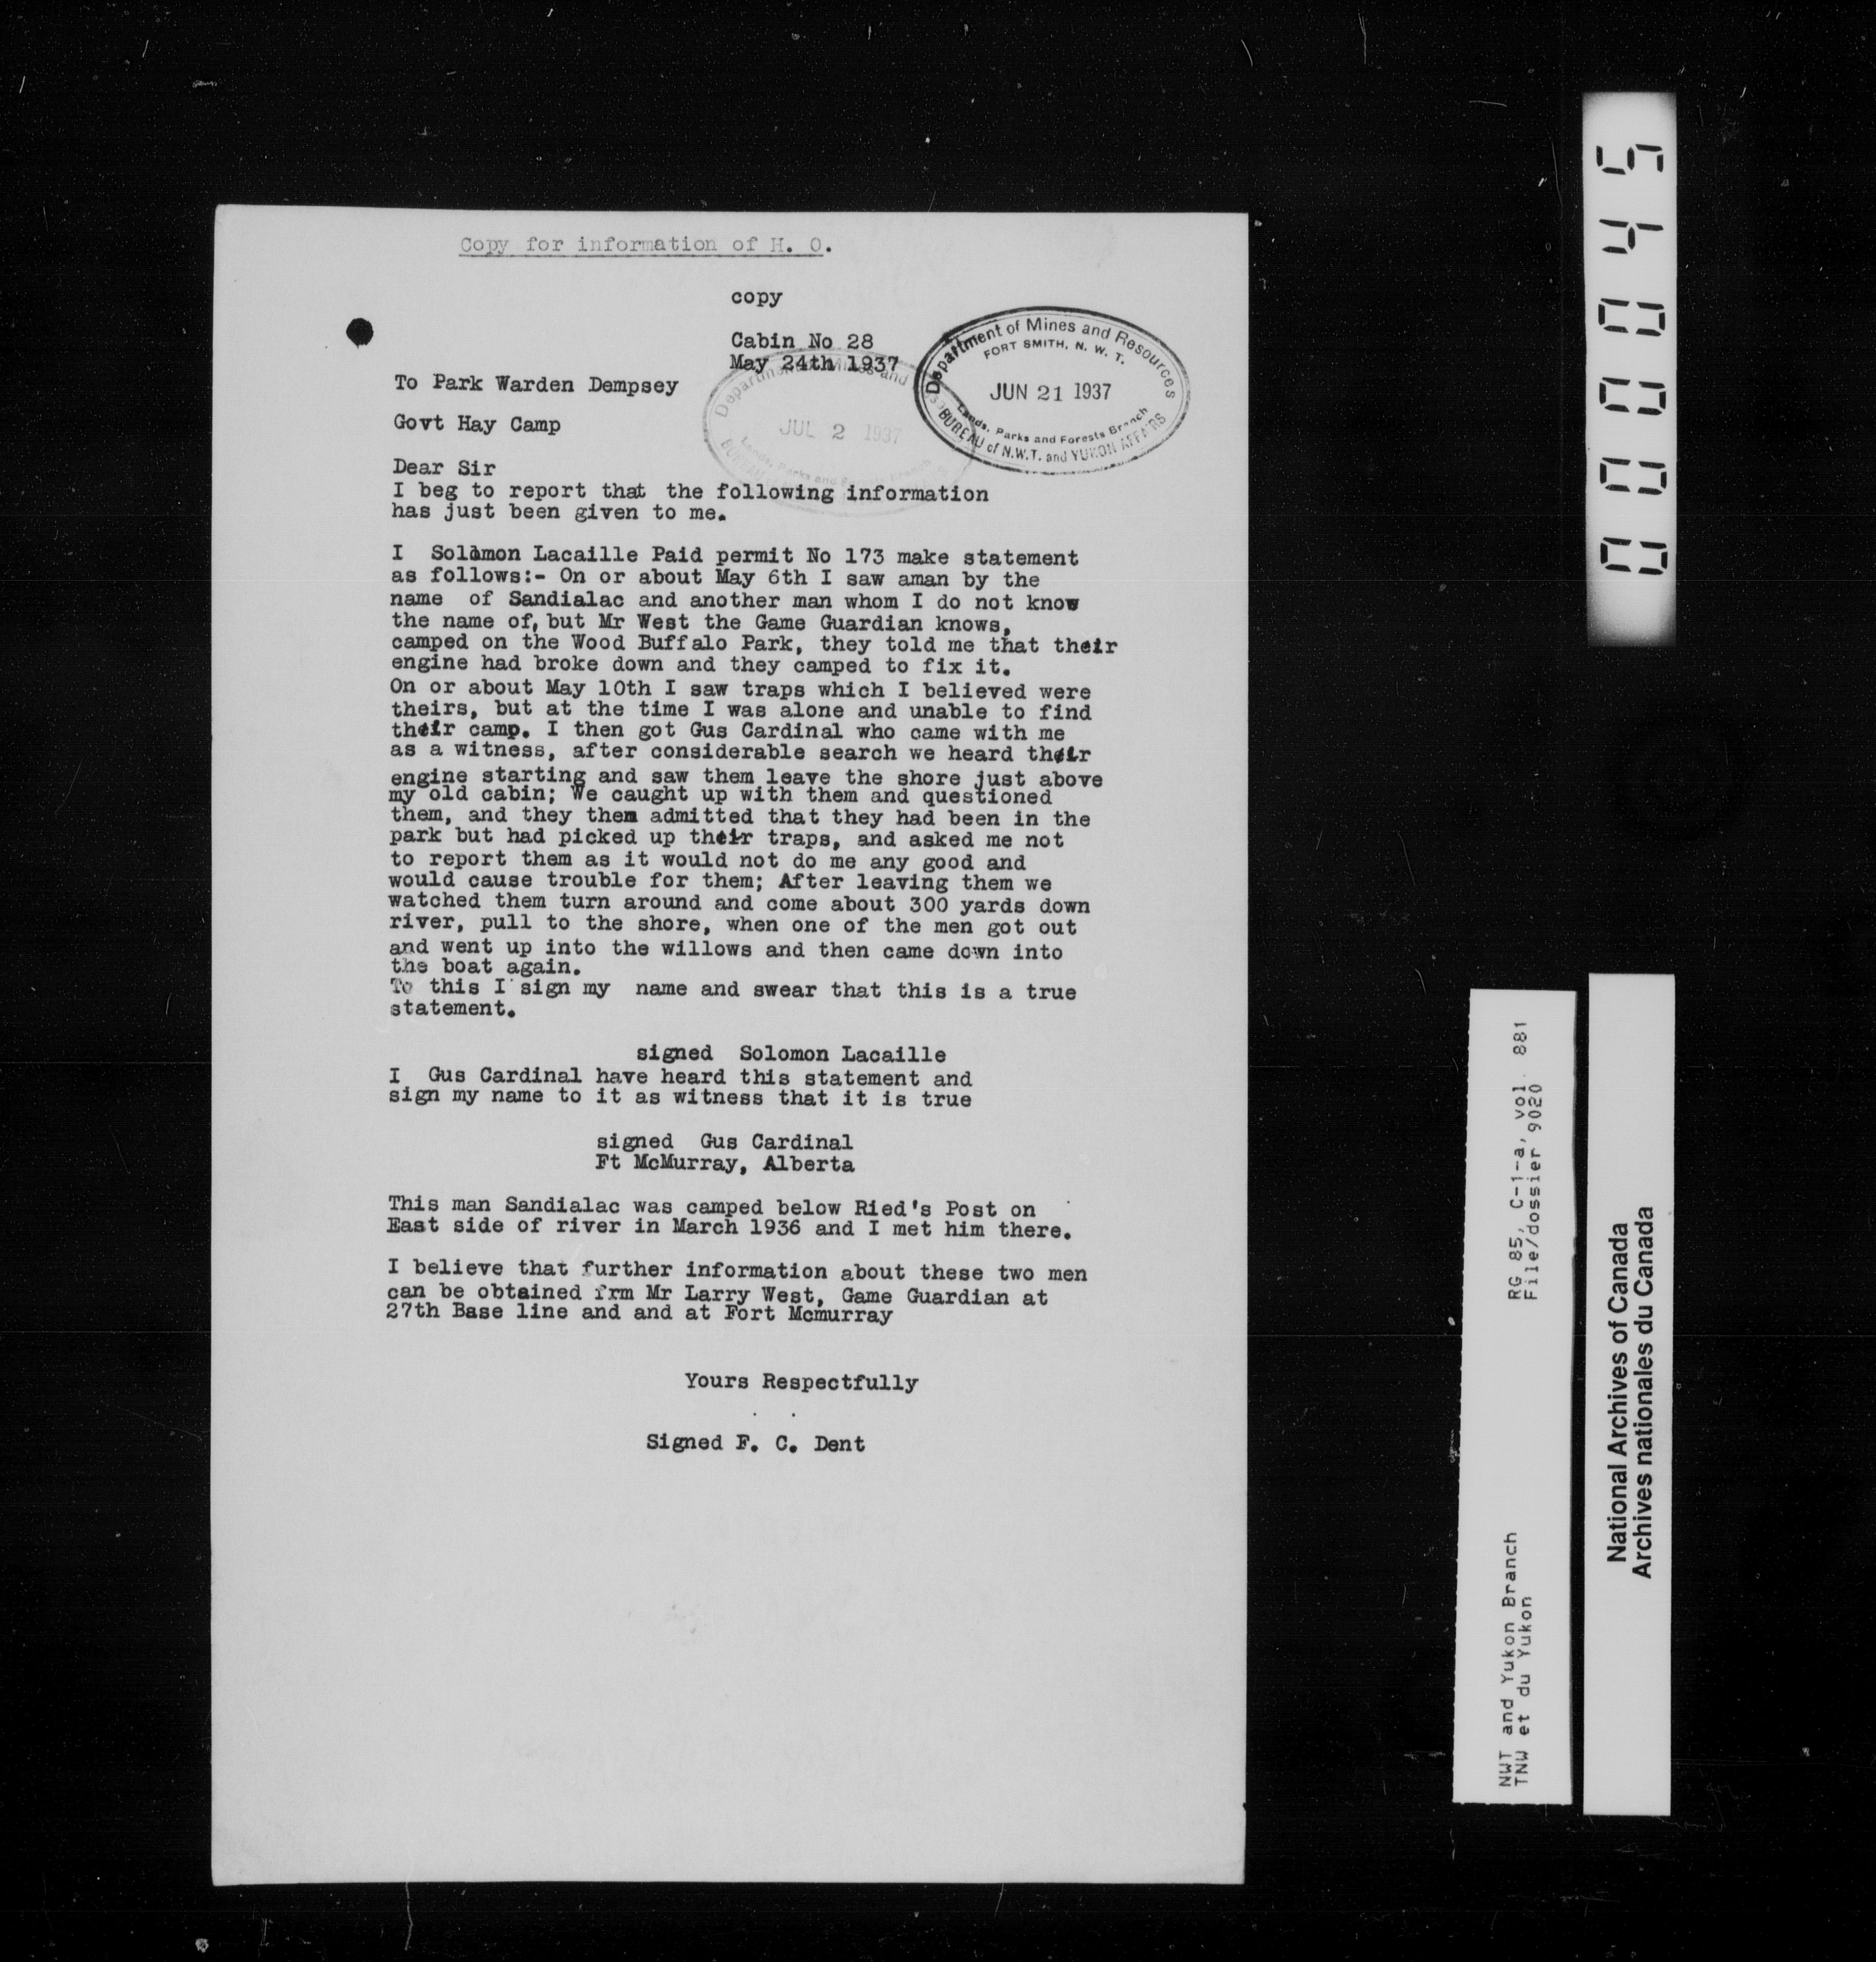 Copy for information of H. O.
copy
Cabin No 28
May 24th 1937
To Park Warden Dempsey
Govt Hay Camp
Department of Mines and Resources
FORT SMITH, N. W. T.
JUN 21 1937
Lands, Parks and Forests Branch
BUREAU of N.W.T. and YUKON AFFAIRS
Department of Mines and
JUL 2 1937
Lands, Parks and Forests Branch
BUREAU
Dear Sir
I beg to report that the following information
has just been given to me.
I Solomon Lacaille Paid permit No 173 make statement
as follows:- On or about May 6th I saw aman by the
name of Sandialac and another man whom I do not know
the name of, but Mr West the Game Guardian knows,
camped on the Wood Buffalo Park, they told me that their
engine had broke down and they camped to fix it.
On or about May 10th I saw traps which I believed were
theirs, but at the time I was alone and unable to find
their camp. I then got Gus Cardinal who came with me
as a witness, after considerable search we heard their
engine starting and saw them leave the shore just above
my old cabin; We caught up with them and questioned
them, and they them admitted that they had been in the
park but had picked up their traps, and asked me not
to report them as it would not do me any good and
would cause trouble for them; After leaving them we
watched them turn around and come about 300 yards down
river, pull to the shore, when one of the men got out
and went up into the willows and then came down into
the boat again.
To this I sign my name and swear that this is a true
statement.
signed Solomon Lacaille
I Gus Cardinal have heard this statement and
sign my name to it as witness that it is true
signed Gus Cardinal
Ft McMurray, Alberta
This man Sandialac was camped below Ried's Post on
East side of river in March 1936 and I met him there.
I believe that further information about these two men
can be obtained frm Mr Larry West, Game Guardian at
27th Base line and and at Fort Mcmurray
Yours Respectfully
Signed F. C. Dent
000045
RG 85, C-1-a, vol. 881
File/dossier 9020
NWT and Yukon Branch
TNW et du Yukon
National Archives of Canada
Archives nationales du Canada